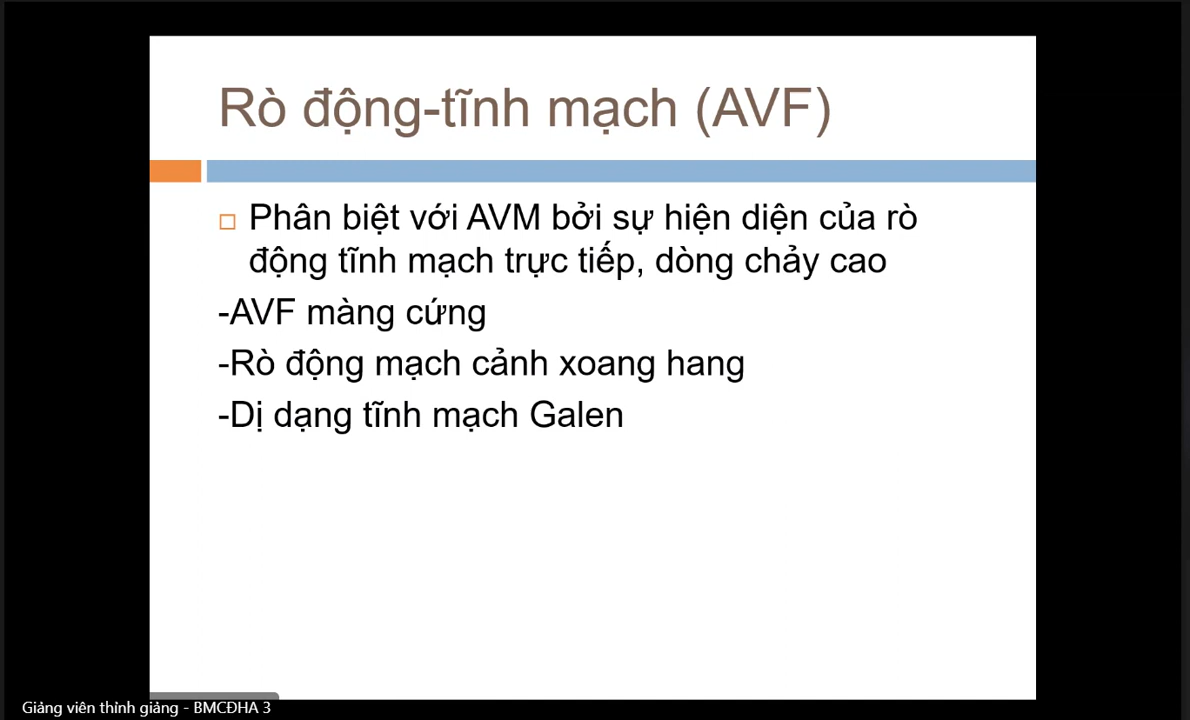 Rò động-tĩnh mạch (AVF)
Phân biệt với AVM bởi sự hiện diện của rò
động tĩnh mạch trực tiếp, dòng chảy cao
-AVF màng cứng
-Rò động mạch cảnh xoang hang
-Dị dạng tĩnh mạch Galen
Giảng viên thỉnh giảng - BMCĐHA 3